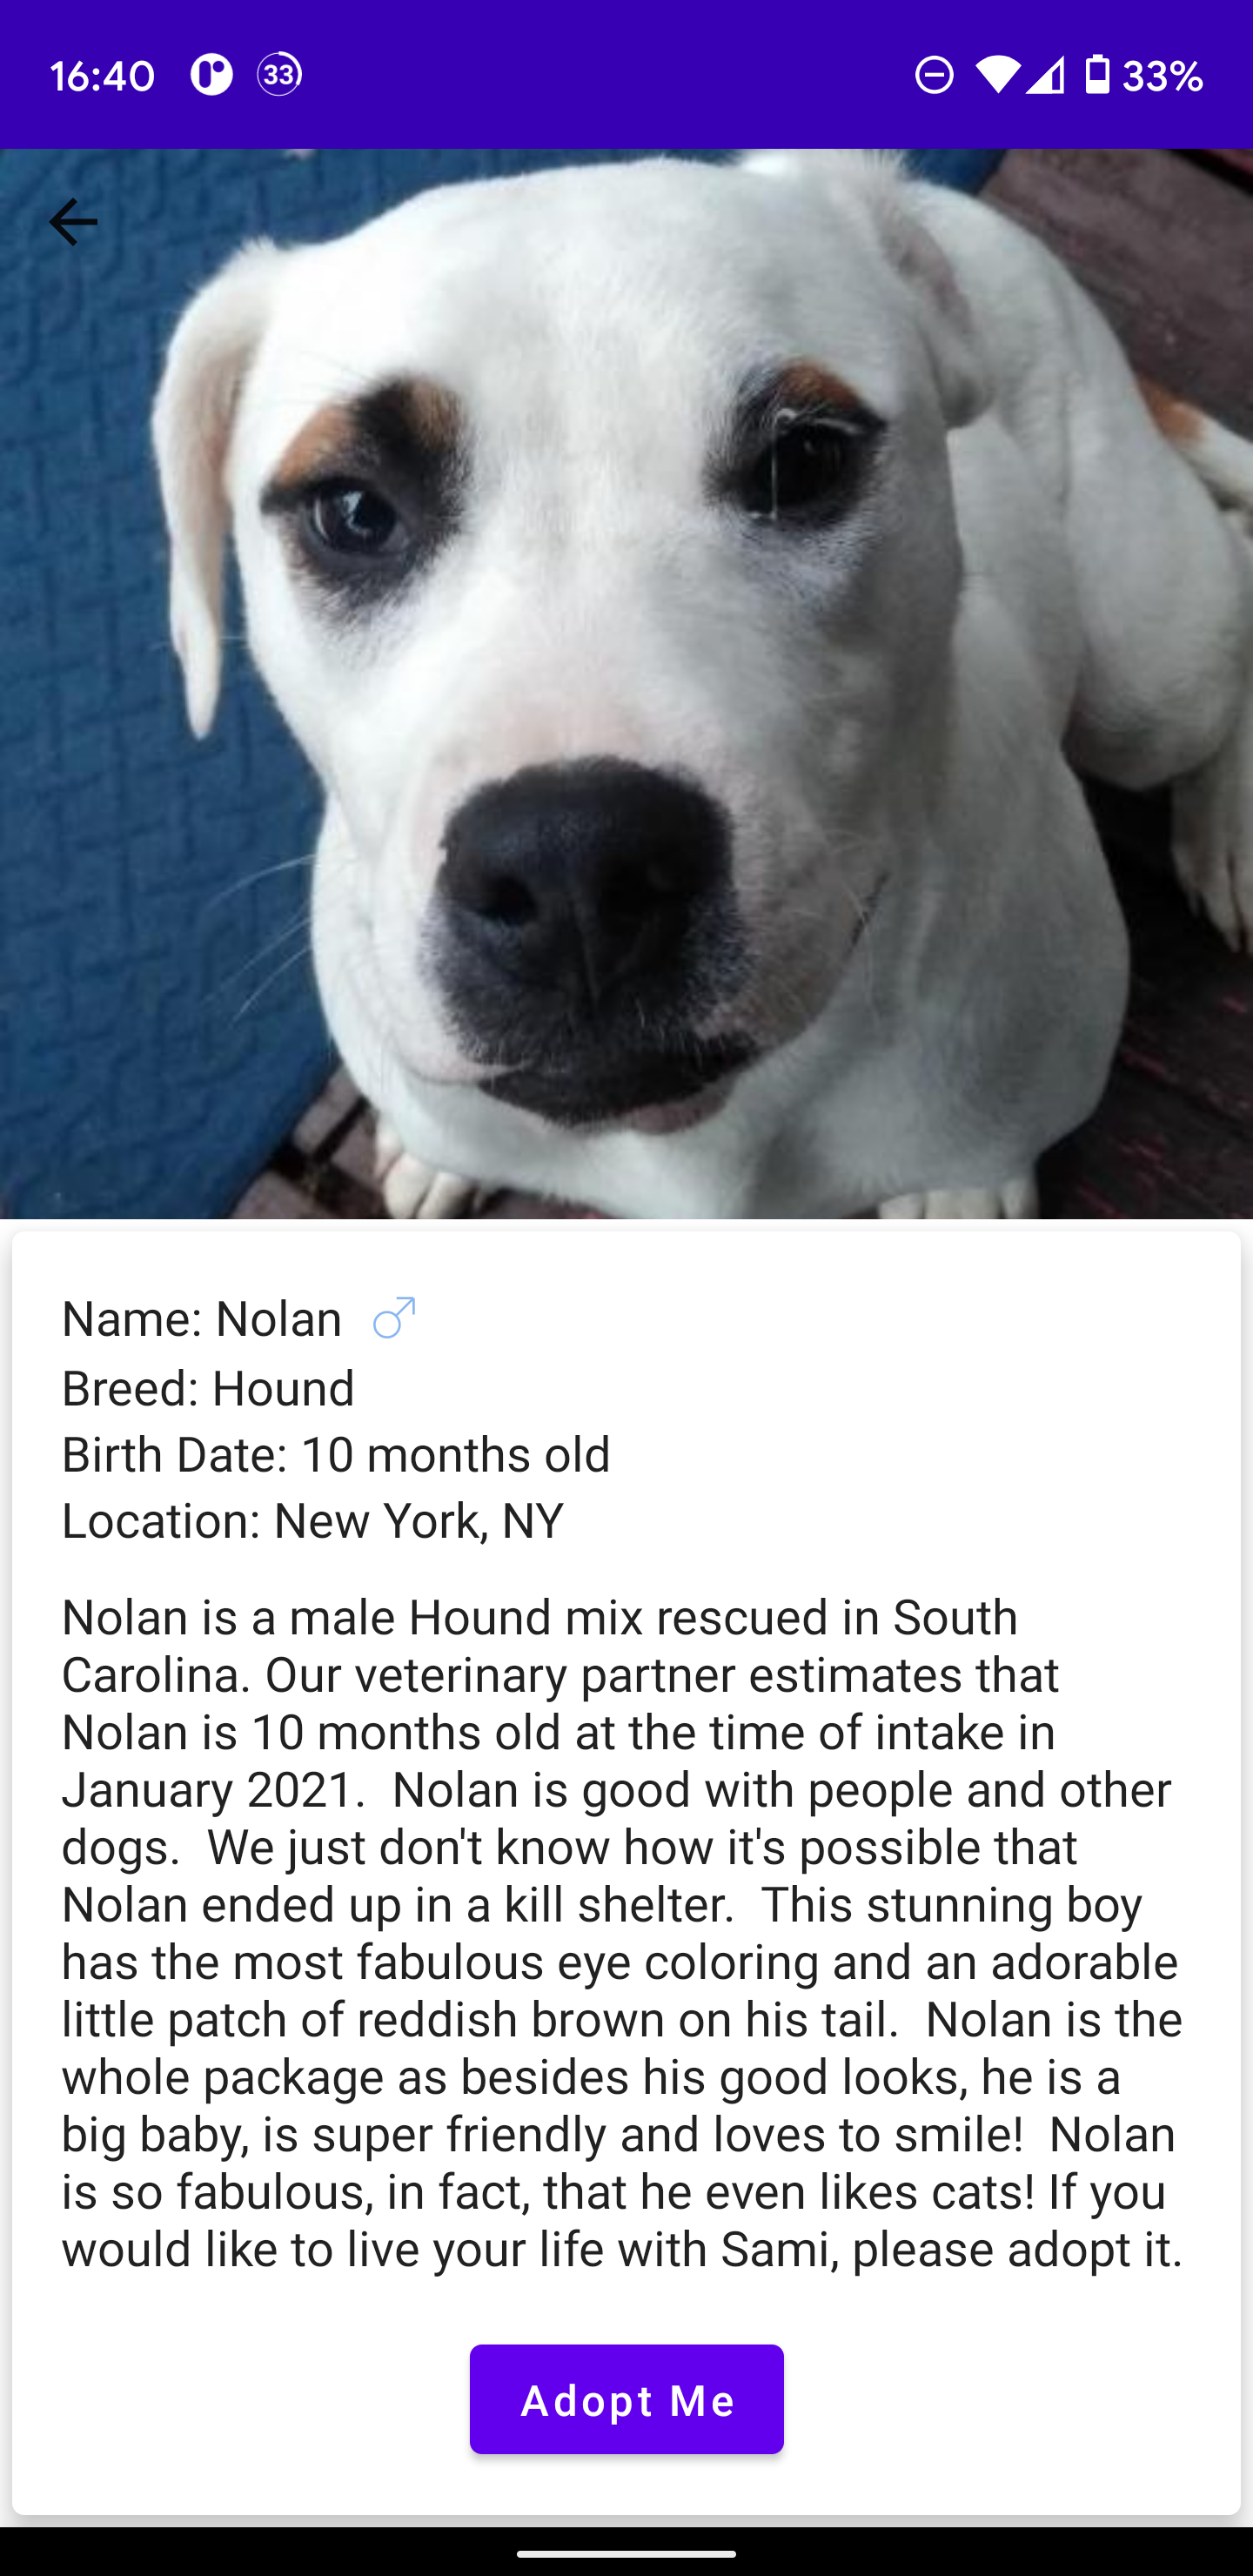 16:40 33 33%
Name: Nolan
Breed: Hound
Birth Date: 10 months old
Location: New York, NY
Nolan is a male Hound mix rescued in South
Carolina. Our veterinary partner estimates that
Nolan is 10 months old at the time of intake in
January 2021.  Nolan is good with people and other
dogs.  We just don't know how it's possible that
Nolan ended up in a kill shelter.  This stunning boy
has the most fabulous eye coloring and an adorable
little patch of reddish brown on his tail.  Nolan is the
whole package as besides his good looks, he is a
big baby, is super friendly and loves to smile!  Nolan
is so fabulous, in fact, that he even likes cats! If you
would like to live your life with Sami, please adopt it.
Adopt Me